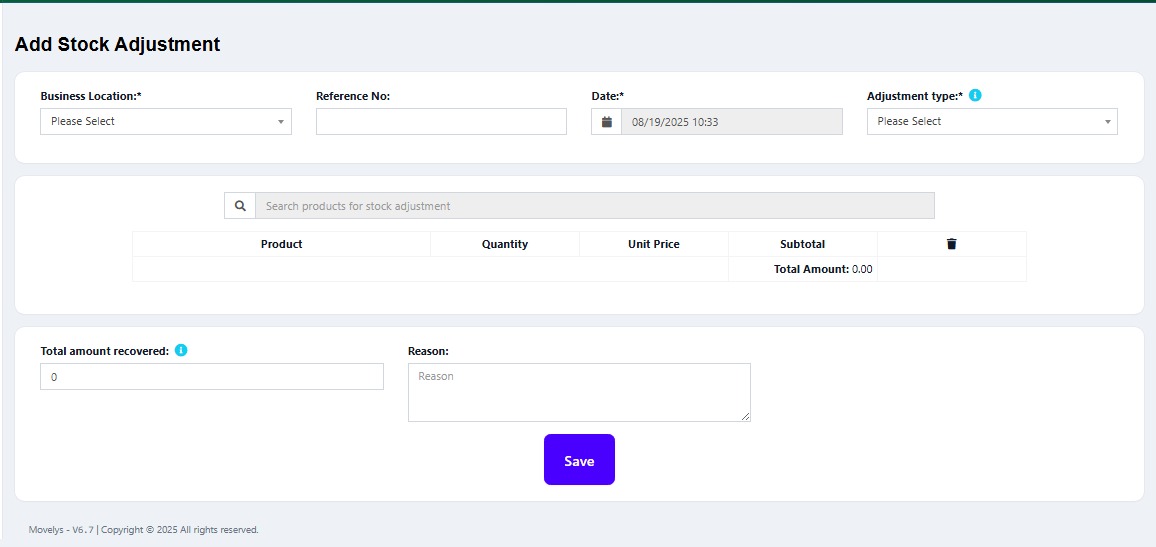 Add Stock Adjustment
Business Location:* Reference No: Date:* Adjustment type:*
Please Select 08/19/2025 10:33 Please Select
Search products for stock adjustment
Product Quantity Unit Price Subtotal
Total Amount: 0.00
Total amount recovered: Reason:
0 Reason
Save
Movelys - V6.7 | Copyright © 2025 All rights reserved.